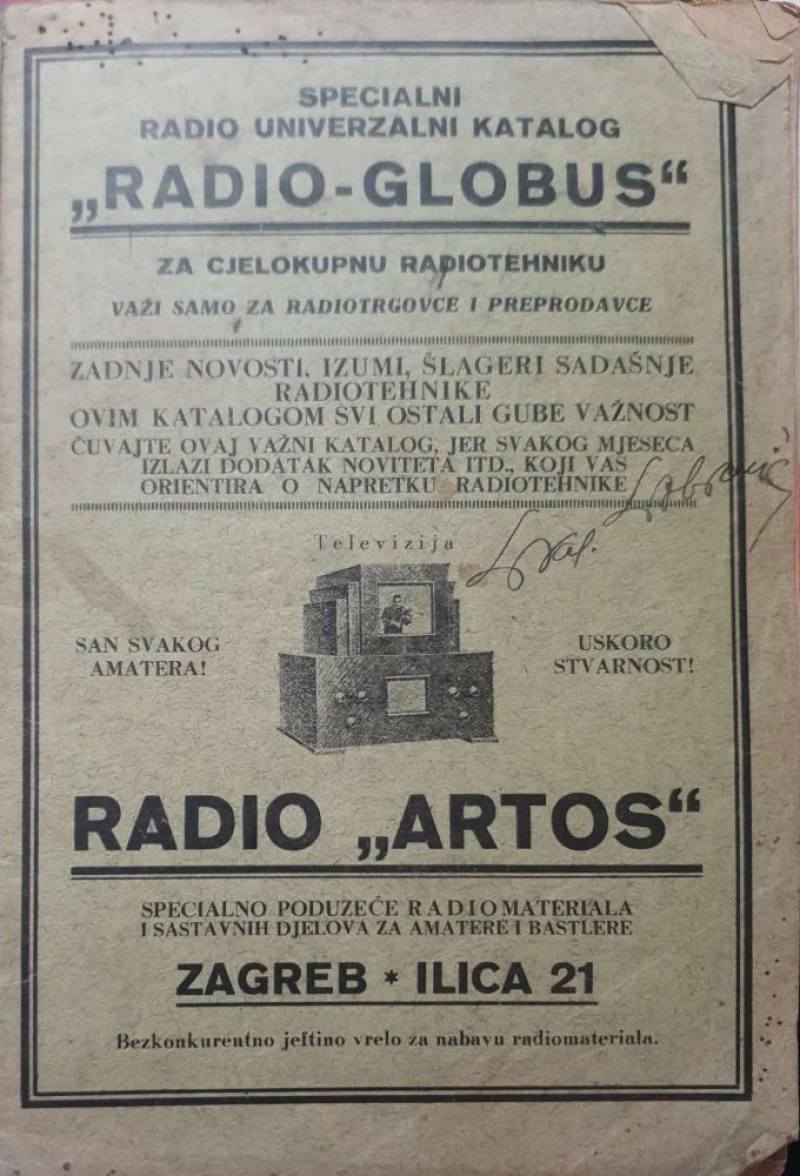 SPECIALNI
RADIO UNIVERZALNI KATALOG
„RADIO-GLOBUS“
ZA CJELOKUPNU RADIOTEHNIKU
VAŽI SAMO ZA RADIOTRGOVCE I PREPRODAVCE
ZADNJE NOVOSTI, IZUMI, ŠLAGERI SADAŠNJE
RADIOTEHNIKE
OVIM KATALOGOM SVI OSTALI GUBE VAŽNOST
ČUVAJTE OVAJ VAŽNI KATALOG, JER SVAKOG MJESECA
IZLAZI DODATAK NOVITETA ITD., KOJI VAS
ORIENTIRA O NAPRETKU RADIOTEHNIKE
Televizija
SAN SVAKOG
AMATERA!
USKORO
STVARNOST!
RADIO „ARTOS“
SPECIALNO PODUZEĆE RADIOMATERIALA
I SASTAVNIH DJELOVA ZA AMATERE I BASTLERE
ZAGREB * ILICA 21
Bezkonkurentno jeftino vrelo za nabavu radiomateriala.